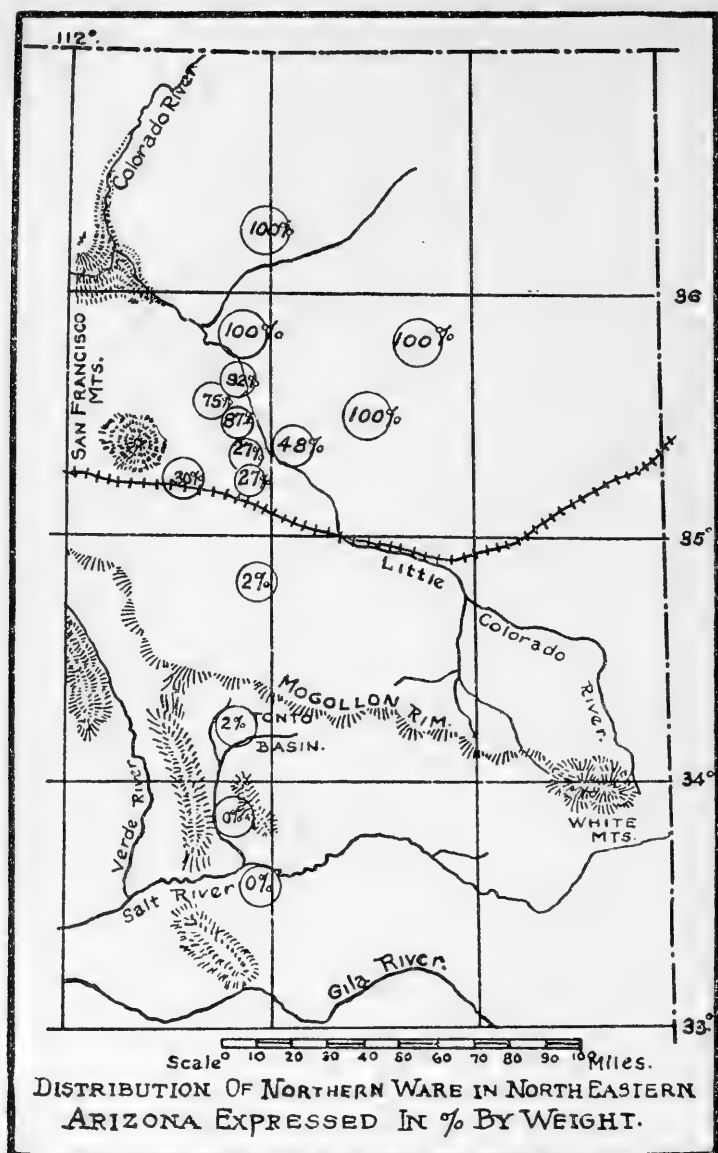 112°.
Colorado River
100%
36
100%
100%
SAN FRANCISCO
MTS.
92%
75%
87%
100%
48%
27%
30%
27%
35°
LITTLE
2%
COLORADO
RIVER.
MOGOLLON RIM.
2%
TONTO
BASIN.
34°
Verde River
0%
WHITE
MTS.
0%
Salt River
Gila River.
33°
Scale 0 10 20 30 40 50 60 70 80 90 100 Miles.
DISTRIBUTION OF NORTHERN WARE IN NORTH EASTERN
ARIZONA EXPRESSED IN % BY WEIGHT.